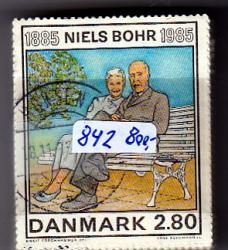 1885 NIELS BOHR 1985
842 800,-
DANMARK 2.80